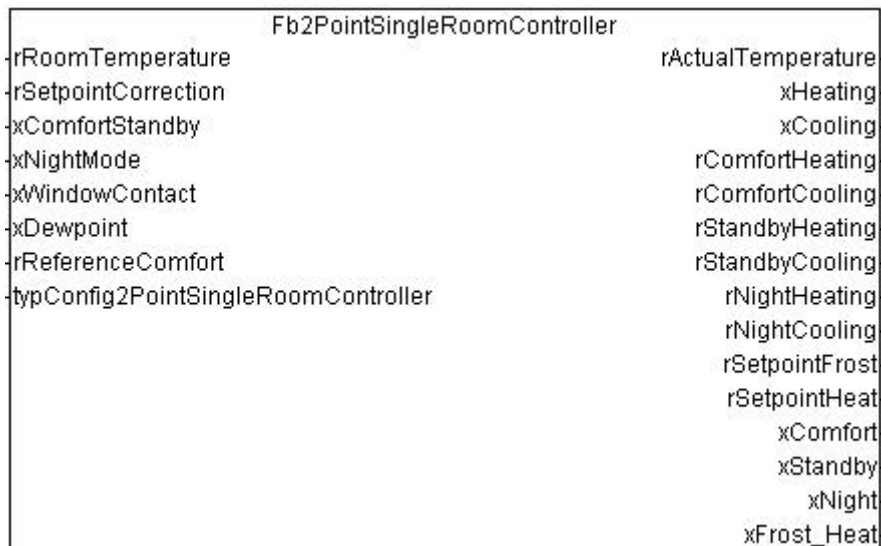 Fb2PointSingleRoomController
rRoomTemperature rActualTemperature
rSetpointCorrection xHeating
xComfortStandby xCooling
xNightMode rComfortHeating
xWindowContact rComfortCooling
xDewpoint rStandbyHeating
rReferenceComfort rStandbyCooling
typConfig2PointSingleRoomController rNightHeating
rNightCooling
rSetpointFrost
rSetpointHeat
xComfort
xStandby
xNight
xFrost_Heat